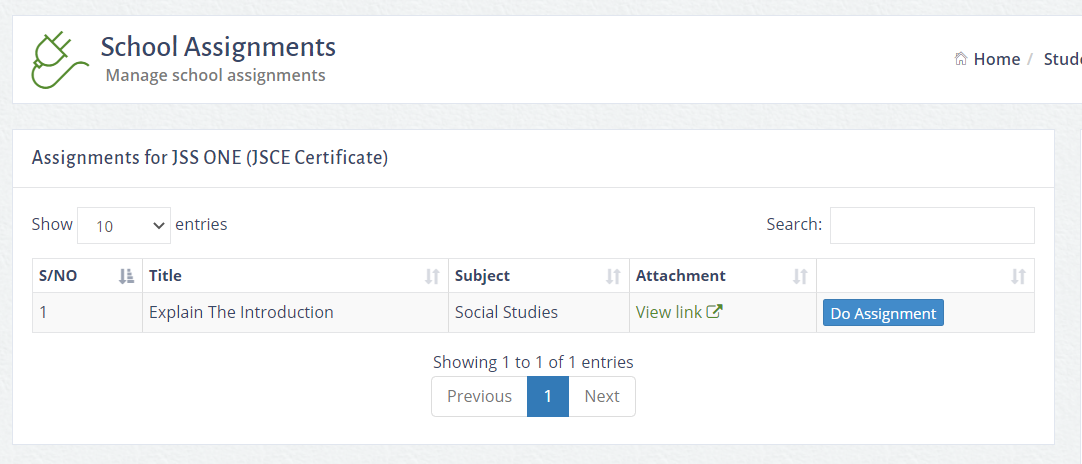 School Assignments
Manage school assignments
Home / Stude
Assignments for JSS ONE (JSCE Certificate)
Show 10 entries Search:
S/NO Title Subject Attachment
1 Explain The Introduction Social Studies View link Do Assignment
Showing 1 to 1 of 1 entries
Previous 1 Next